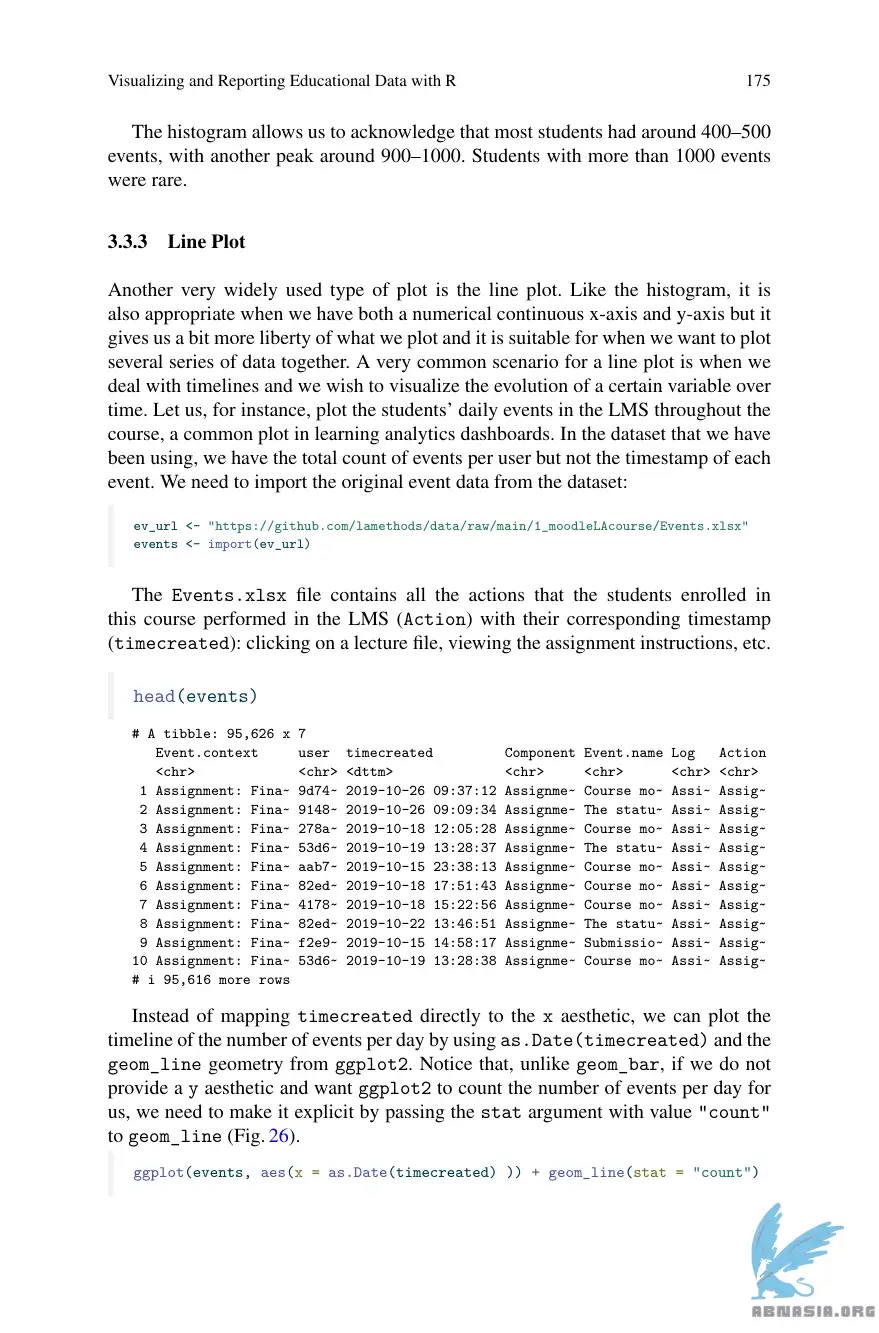 Visualizing and Reporting Educational Data with R 175
The histogram allows us to acknowledge that most students had around 400–500
events, with another peak around 900–1000. Students with more than 1000 events
were rare.
3.3.3 Line Plot
Another very widely used type of plot is the line plot. Like the histogram, it is
also appropriate when we have both a numerical continuous x-axis and y-axis but it
gives us a bit more liberty of what we plot and it is suitable for when we want to plot
several series of data together. A very common scenario for a line plot is when we
deal with timelines and we wish to visualize the evolution of a certain variable over
time. Let us, for instance, plot the students’ daily events in the LMS throughout the
course, a common plot in learning analytics dashboards. In the dataset that we have
been using, we have the total count of events per user but not the timestamp of each
event. We need to import the original event data from the dataset:
ev_url <- "https://github.com/lamethods/data/raw/main/1_moodleLAcourse/Events.xlsx"
events <- import(ev_url)
The Events.xlsx file contains all the actions that the students enrolled in
this course performed in the LMS (Action) with their corresponding timestamp
(timecreated): clicking on a lecture file, viewing the assignment instructions, etc.
head(events)
# A tibble: 95,626 x 7
Event.context user timecreated Component Event.name Log Action
<chr> <chr> <dttm> <chr> <chr> <chr> <chr>
1 Assignment: Fina~ 9d74~ 2019-10-26 09:37:12 Assignme~ Course mo~ Assi~ Assig~
2 Assignment: Fina~ 9148~ 2019-10-26 09:09:34 Assignme~ The statu~ Assi~ Assig~
3 Assignment: Fina~ 278a~ 2019-10-18 12:05:28 Assignme~ Course mo~ Assi~ Assig~
4 Assignment: Fina~ 53d6~ 2019-10-19 13:28:37 Assignme~ The statu~ Assi~ Assig~
5 Assignment: Fina~ aab7~ 2019-10-15 23:38:13 Assignme~ Course mo~ Assi~ Assig~
6 Assignment: Fina~ 82ed~ 2019-10-18 17:51:43 Assignme~ Course mo~ Assi~ Assig~
7 Assignment: Fina~ 4178~ 2019-10-18 15:22:56 Assignme~ Course mo~ Assi~ Assig~
8 Assignment: Fina~ 82ed~ 2019-10-22 13:46:51 Assignme~ The statu~ Assi~ Assig~
9 Assignment: Fina~ f2e9~ 2019-10-15 14:58:17 Assignme~ Submissio~ Assi~ Assig~
10 Assignment: Fina~ 53d6~ 2019-10-19 13:28:38 Assignme~ Course mo~ Assi~ Assig~
# i 95,616 more rows
Instead of mapping timecreated directly to the x aesthetic, we can plot the
timeline of the number of events per day by using as.Date(timecreated) and the
geom_line geometry from ggplot2. Notice that, unlike geom_bar, if we do not
provide a y aesthetic and want ggplot2 to count the number of events per day for
us, we need to make it explicit by passing the stat argument with value "count"
to geom_line (Fig. 26).
ggplot(events, aes(x = as.Date(timecreated) )) + geom_line(stat = "count")
ABNASIA.ORG